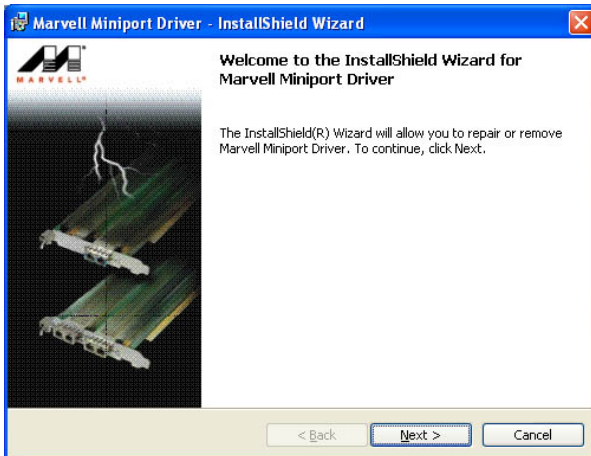 Marvell Miniport Driver - InstallShield Wizard
MARVELL®
Welcome to the InstallShield Wizard for
Marvell Miniport Driver
The InstallShield(R) Wizard will allow you to repair or remove
Marvell Miniport Driver. To continue, click Next.
< Back
Next >
Cancel